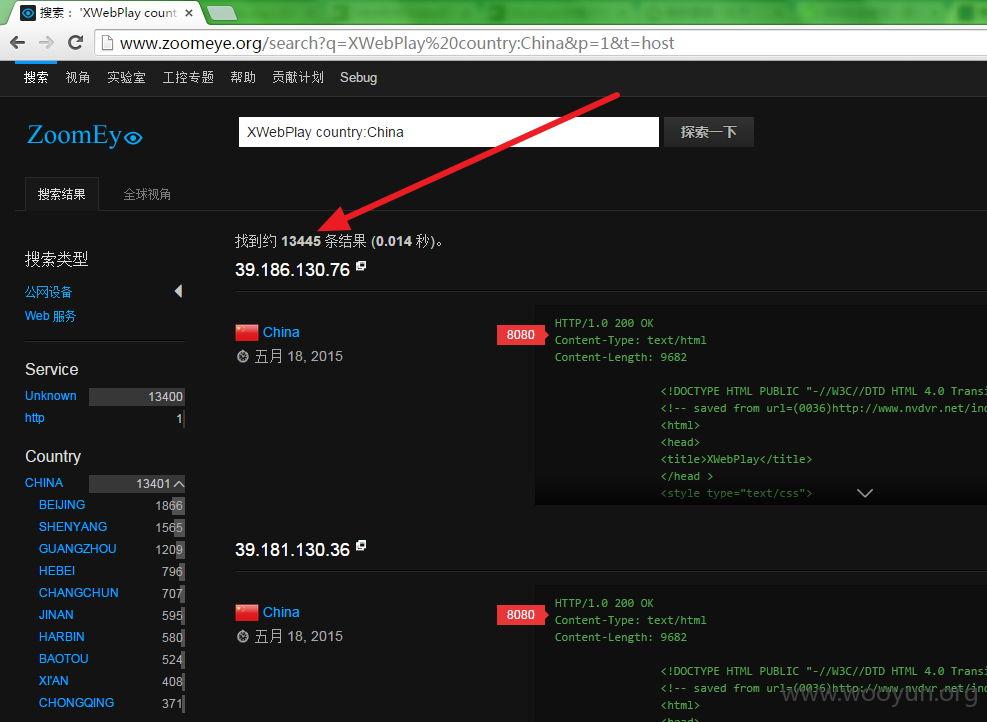 搜索： 'XWebPlay count ×
www.zoomeye.org/search?q=XWebPlay%20country:China&p=1&t=host
搜索 视角 实验室 工控专题 帮助 贡献计划 Sebug
ZoomEye
XWebPlay country:China 探索一下
搜索结果 全球视角
找到约 13445 条结果 (0.014 秒)。
搜索类型
公网设备
Web 服务
Service
Unknown 13400
http 1
Country
CHINA 13401
BEIJING 1866
SHENYANG 1565
GUANGZHOU 1209
HEBEI 796
CHANGCHUN 707
JINAN 595
HARBIN 580
BAOTOU 524
XI'AN 408
CHONGQING 371
39.186.130.76
China
五月 18, 2015
8080
HTTP/1.0 200 OK
Content-Type: text/html
Content-Length: 9682
<!DOCTYPE HTML PUBLIC "-//W3C//DTD HTML 4.0 Transi
<!-- saved from url=(0036)http://www.nvdvr.net/ind
<html>
<head>
<title>XWebPlay</title>
</head >
<style type="text/css">
39.181.130.36
China
五月 18, 2015
8080
HTTP/1.0 200 OK
Content-Type: text/html
Content-Length: 9682
<!DOCTYPE HTML PUBLIC "-//W3C//DTD HTML 4.0 Transi
<!-- saved from url=(0036)http://www.nvdvr.net/ind
<html>
<head>
www.wooyun.org